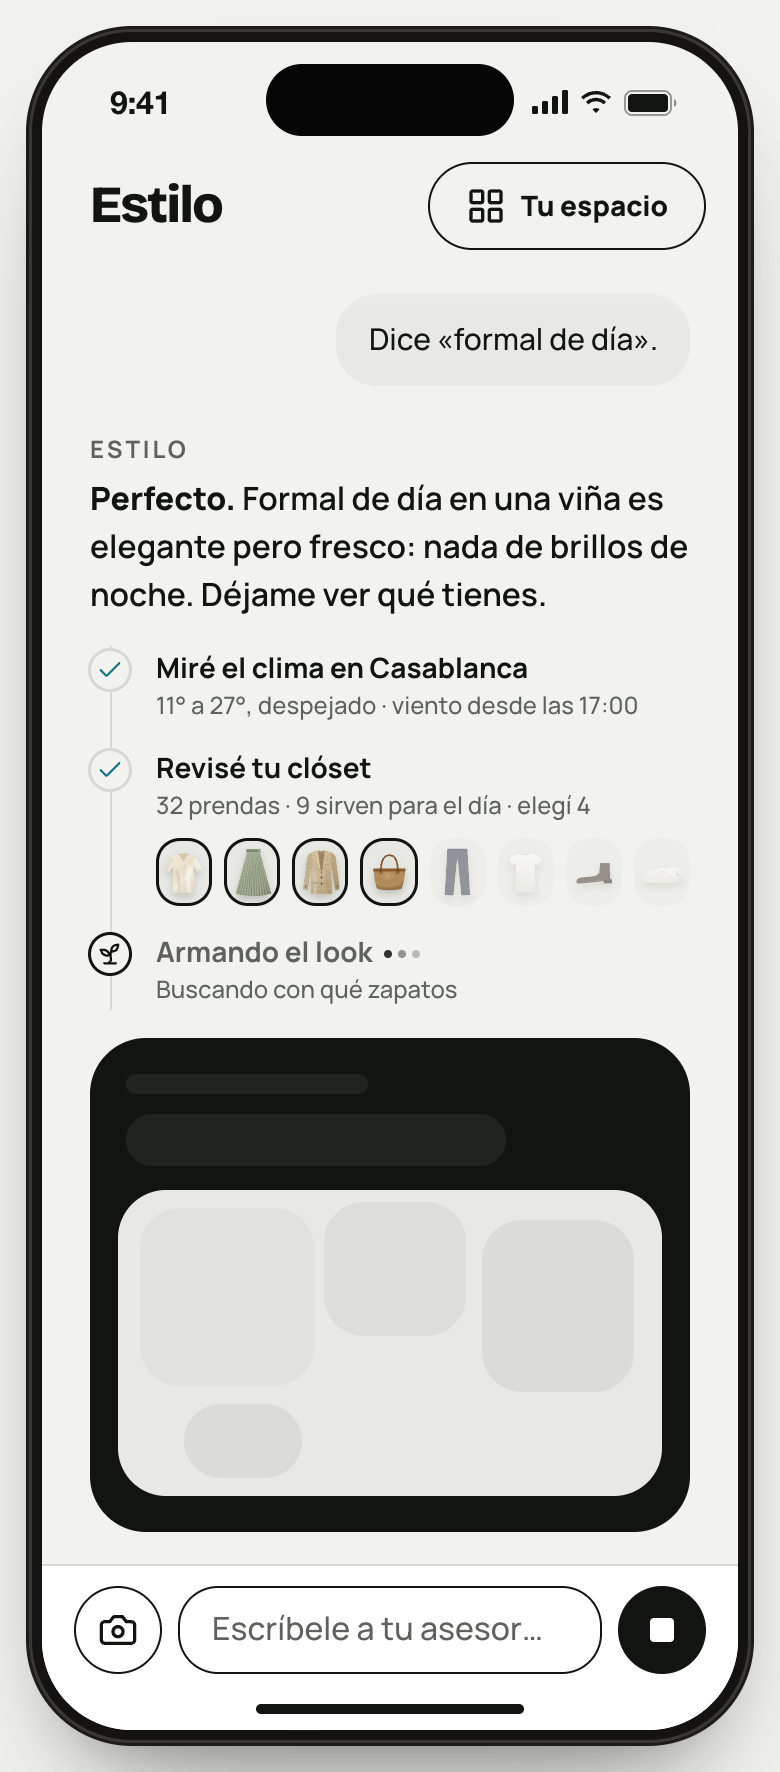 9:41
Estilo
Tu espacio
Dice «formal de día».
ESTILO
Perfecto. Formal de día en una viña es
elegante pero fresco: nada de brillos de
noche. Déjame ver qué tienes.
Miré el clima en Casablanca
11° a 27°, despejado · viento desde las 17:00
Revisé tu clóset
32 prendas · 9 sirven para el día · elegí 4
Armando el look
Buscando con qué zapatos
Escríbele a tu asesor...